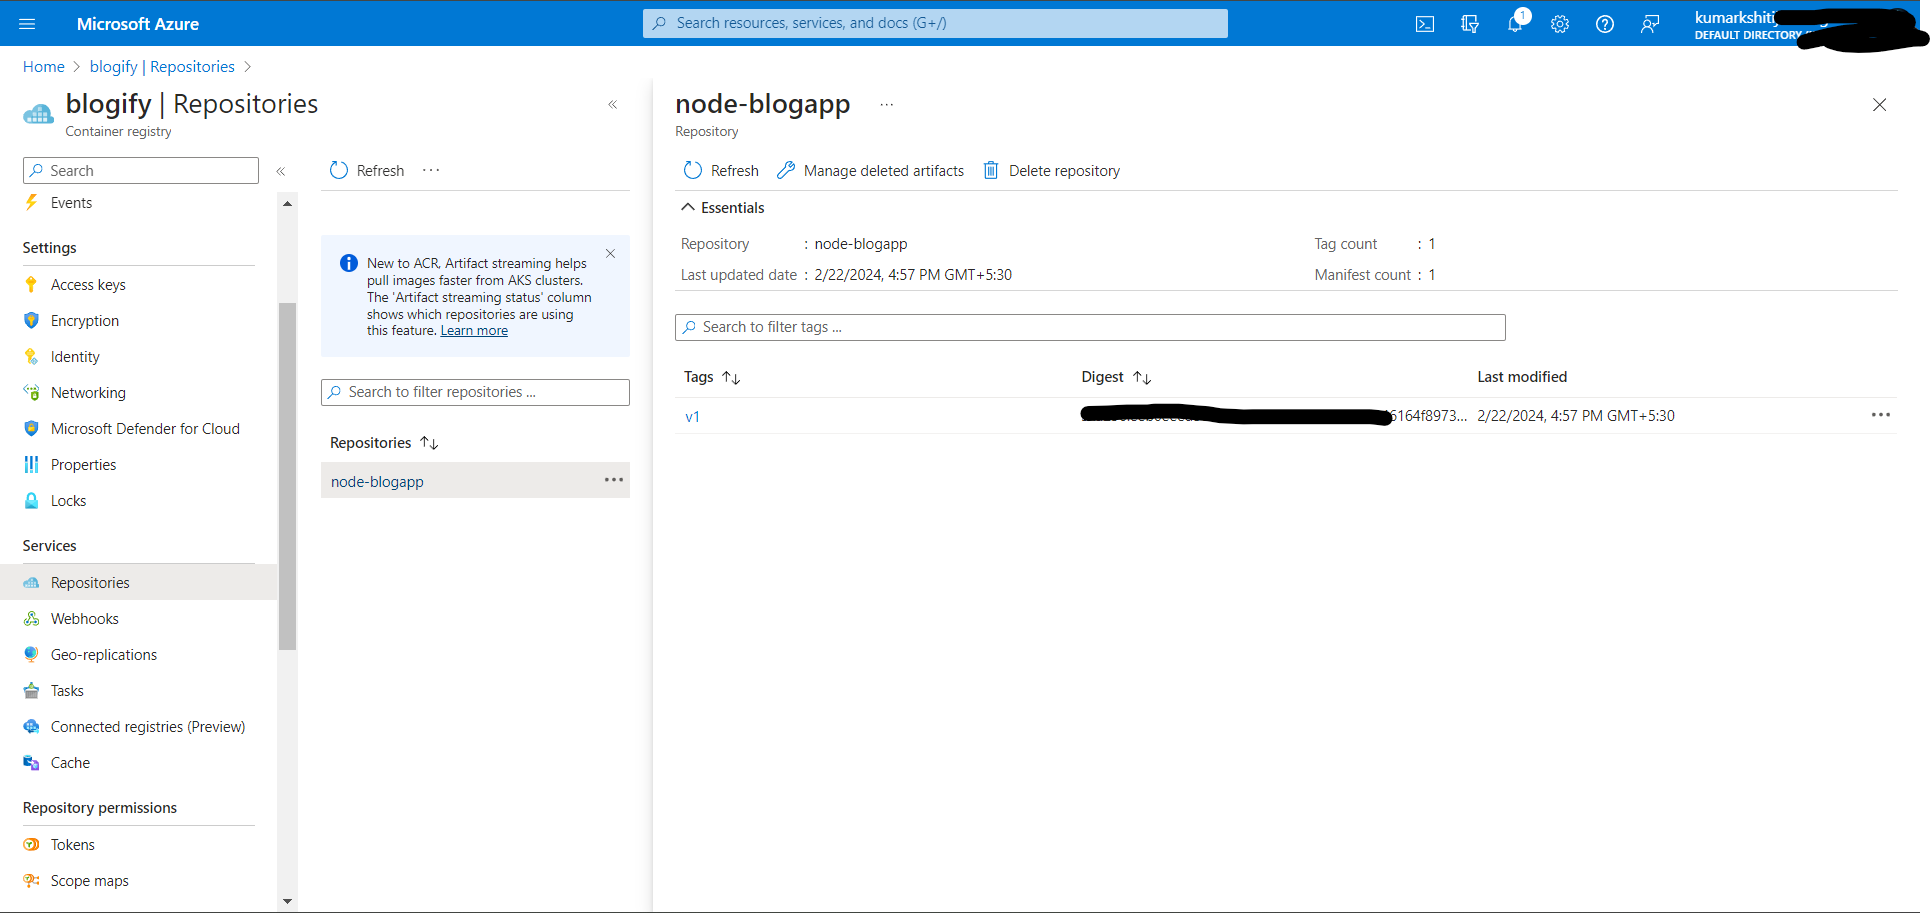 Microsoft Azure
Search resources, services, and docs (G+/)
1
kumarkshitij
DEFAULT DIRECTORY
Home > blogify | Repositories >
blogify | Repositories
Container registry
Search
Events
Settings
Access keys
Encryption
Identity
Networking
Microsoft Defender for Cloud
Properties
Locks
Services
Repositories
Webhooks
Geo-replications
Tasks
Connected registries (Preview)
Cache
Repository permissions
Tokens
Scope maps
Refresh ...
New to ACR, Artifact streaming helps
pull images faster from AKS clusters.
The 'Artifact streaming status' column
shows which repositories are using
this feature. Learn more
Search to filter repositories ...
Repositories
node-blogapp
node-blogapp ...
Repository
Refresh Manage deleted artifacts Delete repository
Essentials
Repository : node-blogapp
Last updated date : 2/22/2024, 4:57 PM GMT+5:30
Tag count : 1
Manifest count : 1
Search to filter tags ...
Tags Digest Last modified
v1 6164f8973... 2/22/2024, 4:57 PM GMT+5:30